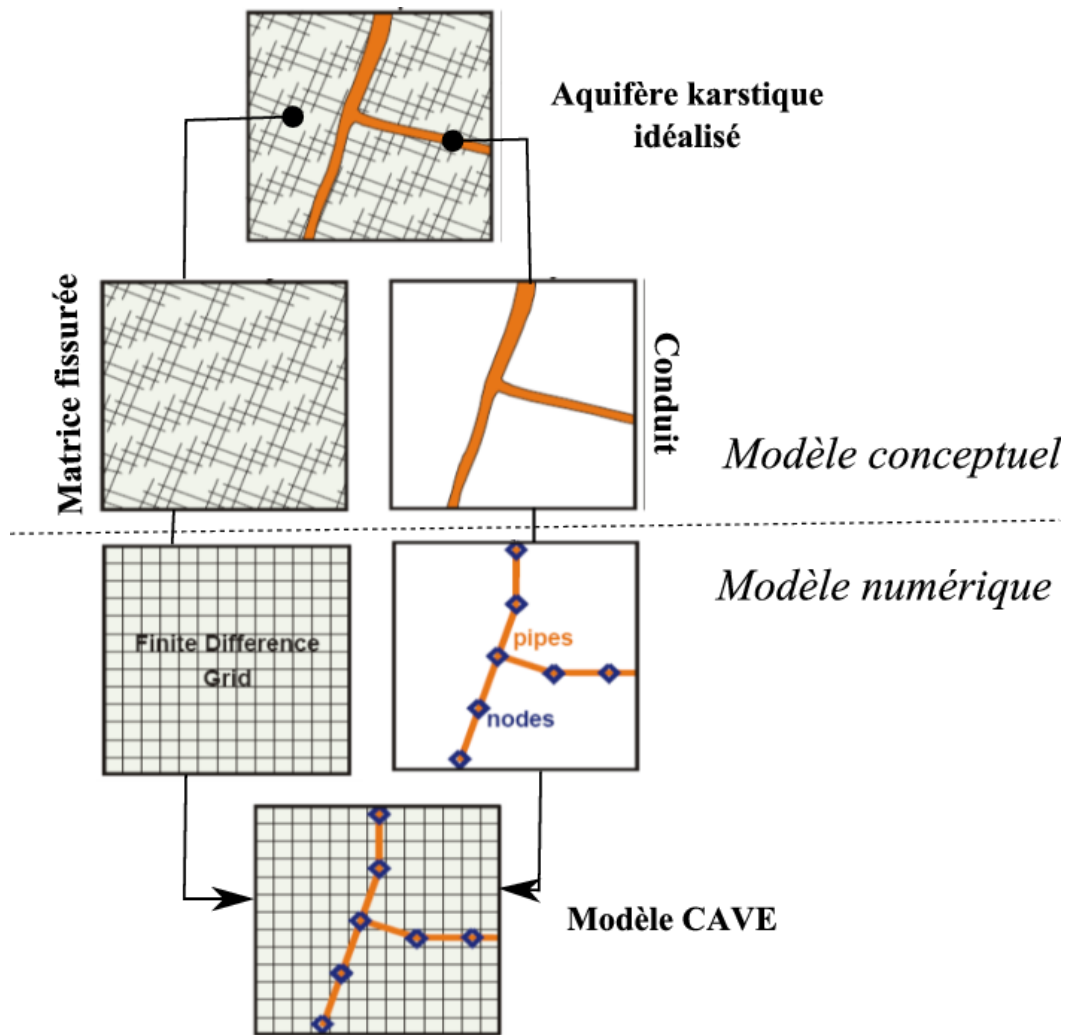 Aquifère karstique
idéalisé
Matrice fissurée
Conduit
Modèle conceptuel
Modèle numérique
Finite Difference
Grid
pipes
nodes
Modèle CAVE